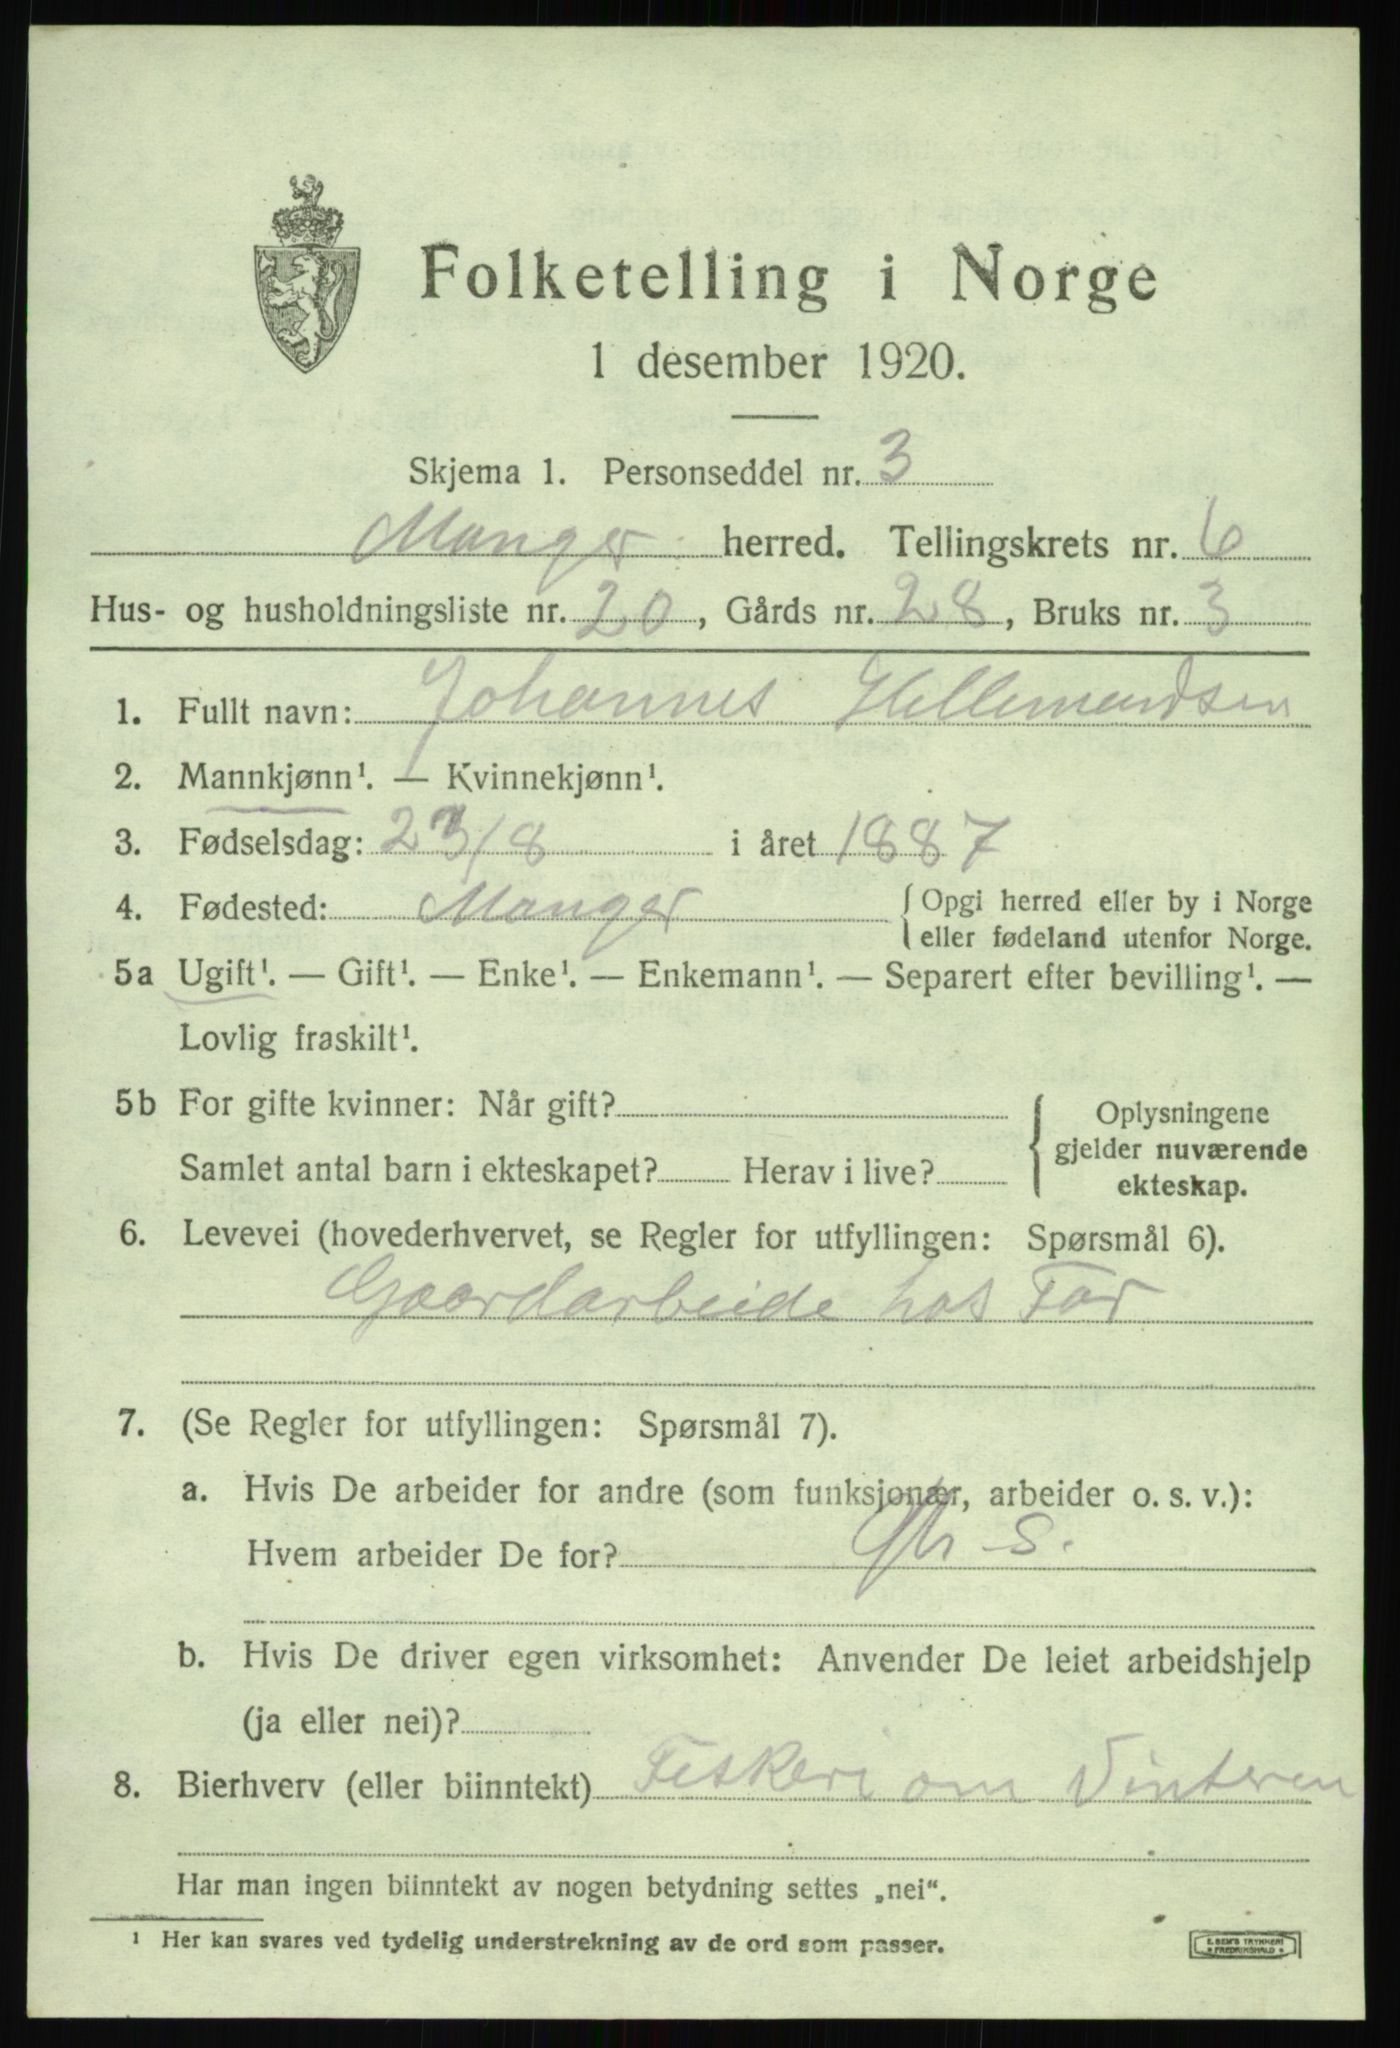 Folketelling i Norge
1 desember 1920.
Skjema 1. Personseddel nr. 3
Manger herred. Tellingskrets nr. 6
Hus- og husholdningsliste nr. 20, Gårds nr. 28, Bruks nr. 3
1. Fullt navn: Johannes Hellemundsen
2. Mannkjønn¹. — Kvinnekjønn¹.
3. Fødselsdag: 23/8 i året 1887
4. Fødested: Manger { Opgi herred eller by i Norge
eller fødeland utenfor Norge.
5a Ugift¹. — Gift¹. — Enke¹. — Enkemann¹. — Separert efter bevilling¹. —
Lovlig fraskilt¹.
5b For gifte kvinner: Når gift?
Samlet antal barn i ekteskapet? Herav i live?
{ Oplysningene
gjelder nuværende
ekteskap.
6. Levevei (hovederhvervet, se Regler for utfyllingen: Spørsmål 6).
Gaardarbeide hos Far
7. (Se Regler for utfyllingen: Spørsmål 7).
a. Hvis De arbeider for andre (som funksjonær, arbeider o. s. v.):
Hvem arbeider De for?
b. Hvis De driver egen virksomhet: Anvender De leiet arbeidshjelp
(ja eller nei)?
8. Bierhverv (eller biinntekt) Fiskeri om Vinteren
Har man ingen biinntekt av nogen betydning settes „nei“.
¹ Her kan svares ved tydelig understrekning av de ord som passer.
E. SEM'S TRYKKERI
FREDRIKSHALD